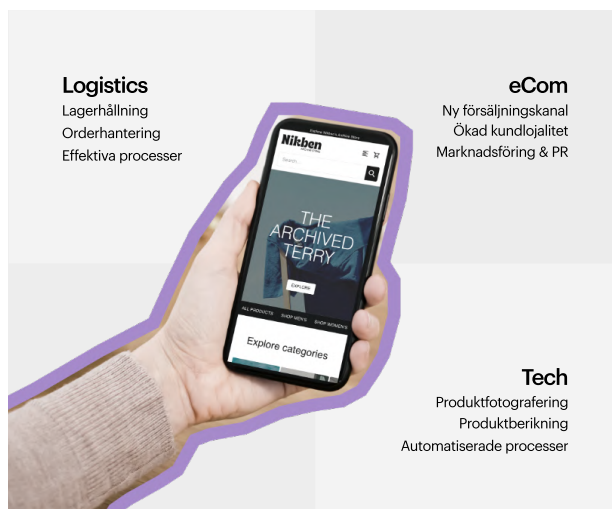 Logistics
Lagerhållning
Orderhantering
Effektiva processer
eCom
Ny försäljningskanal
Ökad kundlojalitet
Marknadsföring & PR
Nikben
Search...
THE
ARCHIVED
TERRY
EXPLORE
ALL PRODUCTS SHOP MEN'S SHOP WOMEN'S
Explore categories
Tech
Produktfotografering
Produktberikning
Automatiserade processer